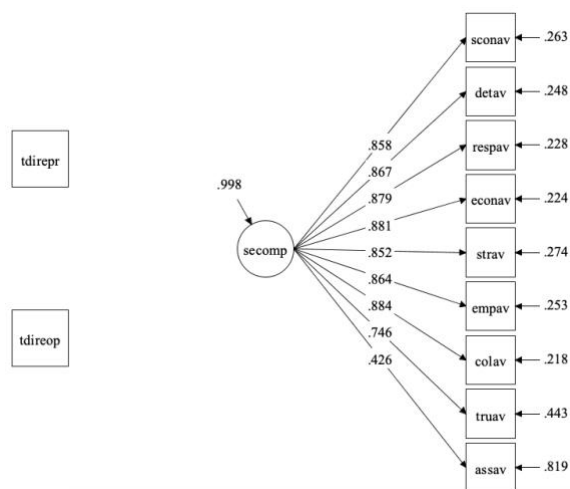 sconav
.263
detav
.248
.858
respav
.228
tdirepr
.867
.998
.879
econav
.224
.881
secomp
.852
strav
.274
.864
empav
.253
.884
tdireop
.746
colav
.218
.426
truav
.443
assav
.819